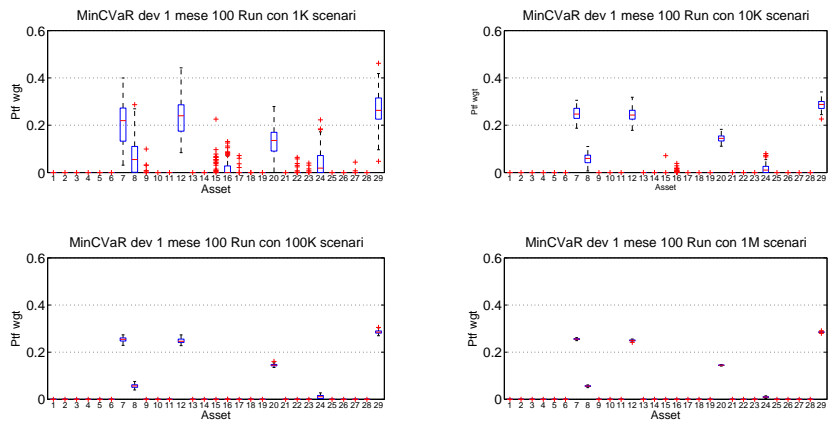 MinCVaR dev 1 mese 100 Run con 1K scenari
0.6
0.4
0.2
0
Ptf wgt
1 2 3 4 5 6 7 8 9 10 11 12 13 14 15 16 17 18 19 20 21 22 23 24 25 26 27 28 29
Asset
MinCVaR dev 1 mese 100 Run con 10K scenari
0.6
0.4
0.2
0
Ptf wgt
1 2 3 4 5 6 7 8 9 10 11 12 13 14 15 16 17 18 19 20 21 22 23 24 25 26 27 28 29
Asset
MinCVaR dev 1 mese 100 Run con 100K scenari
0.6
0.4
0.2
0
Ptf wgt
1 2 3 4 5 6 7 8 9 10 11 12 13 14 15 16 17 18 19 20 21 22 23 24 25 26 27 28 29
Asset
MinCVaR dev 1 mese 100 Run con 1M scenari
0.6
0.4
0.2
0
Ptf wgt
1 2 3 4 5 6 7 8 9 10 11 12 13 14 15 16 17 18 19 20 21 22 23 24 25 26 27 28 29
Asset